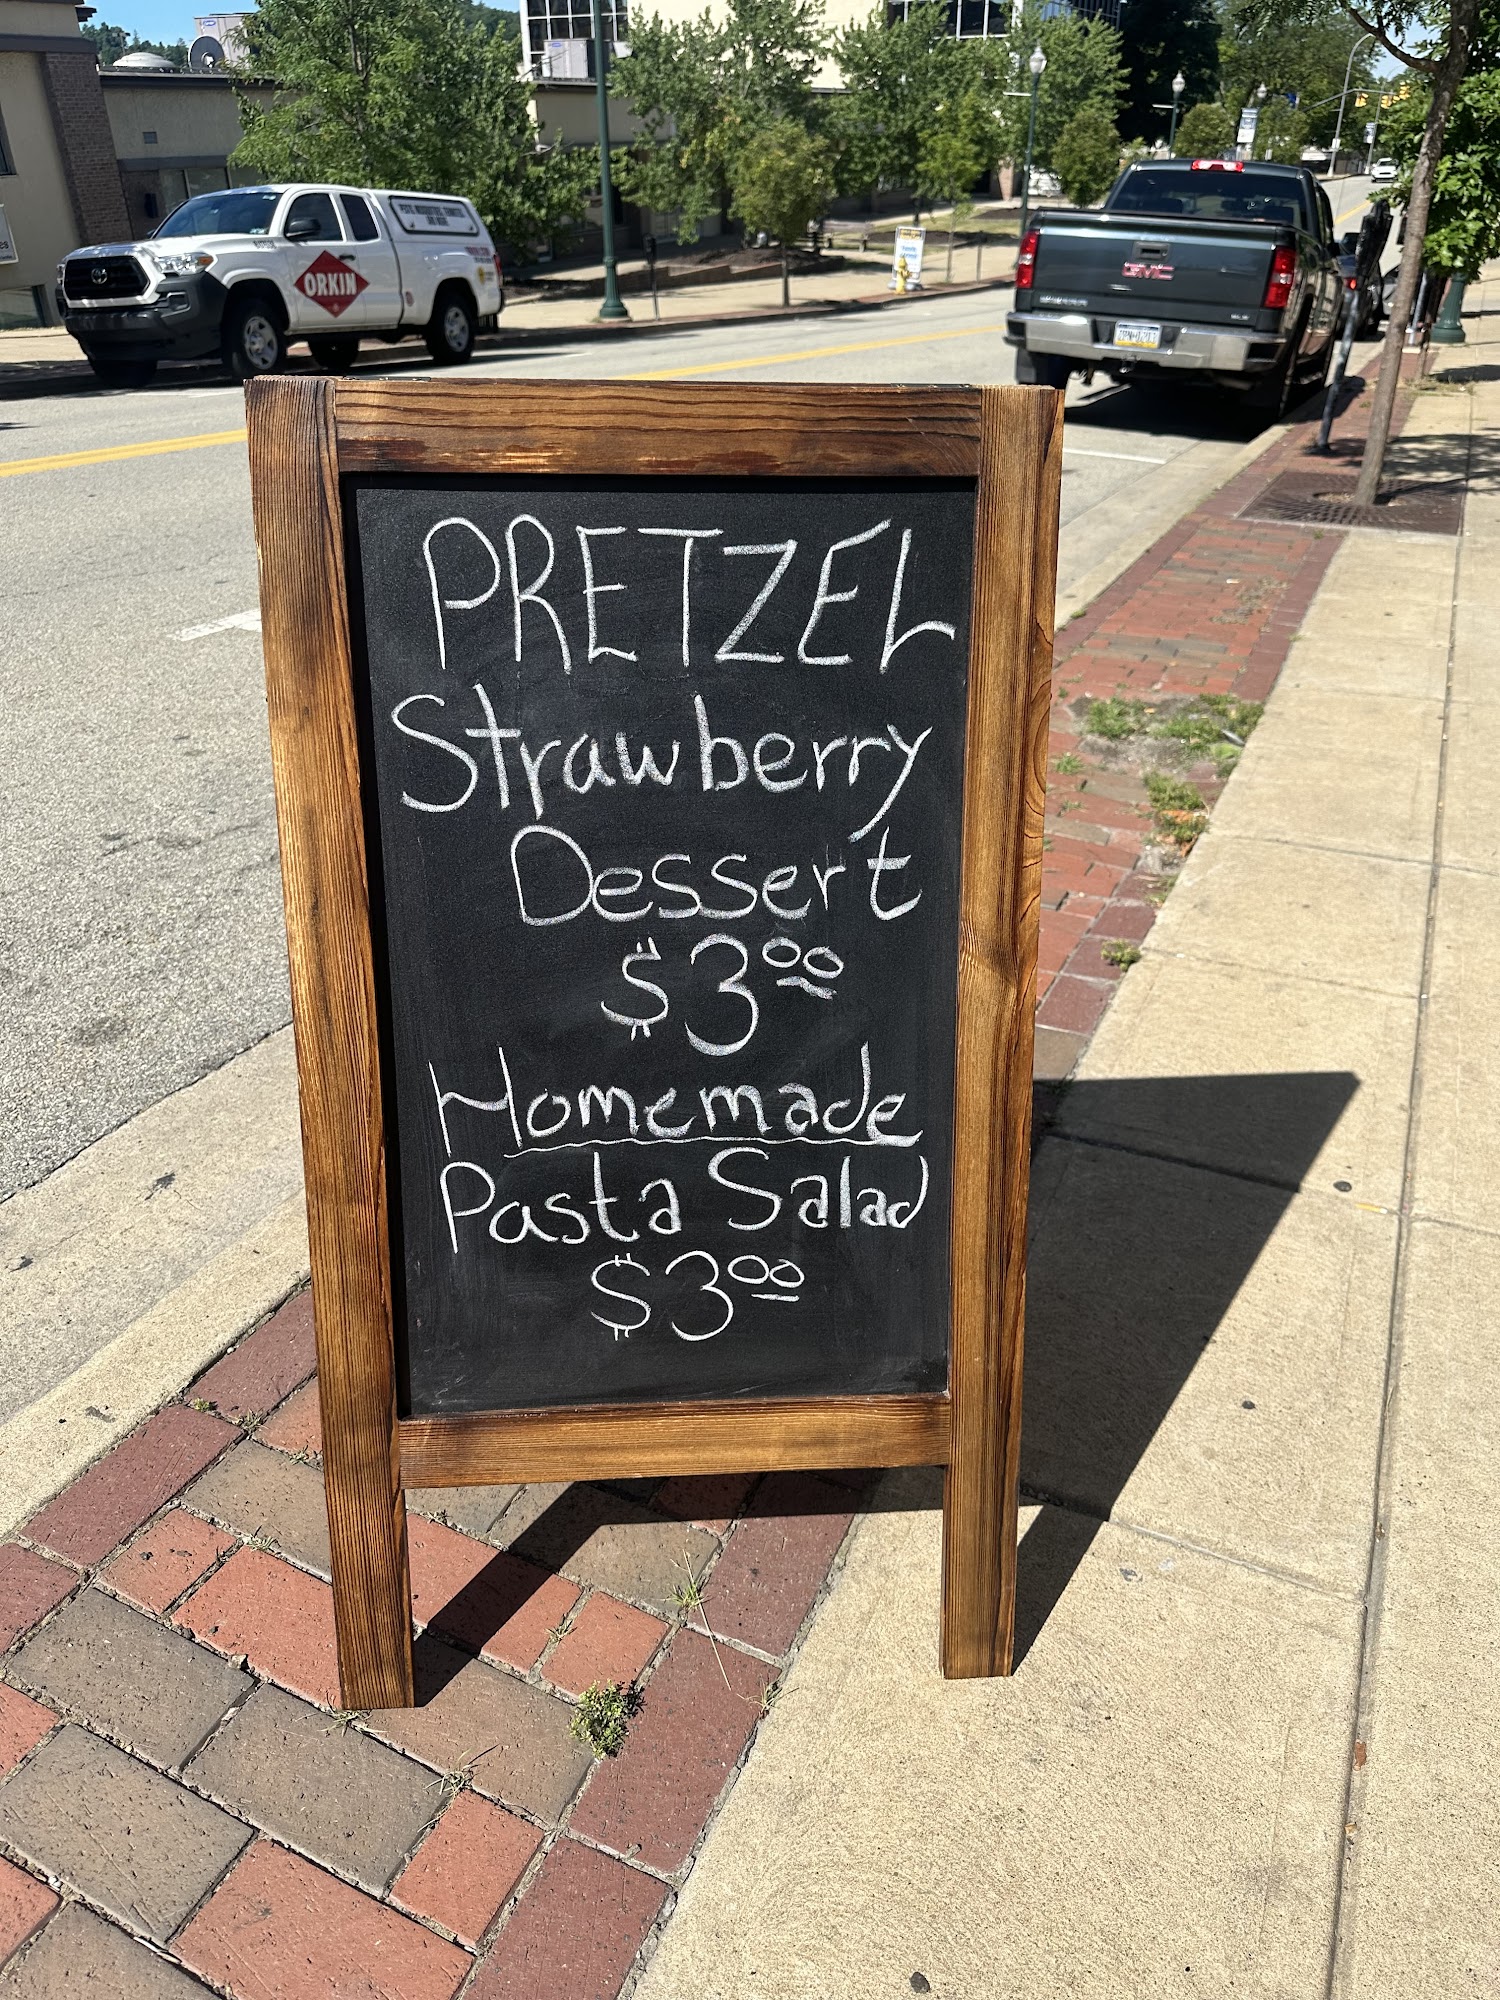 PRETZEL
Strawberry
Dessert
$3.00
Homemade
Pasta Salad
$3.00
ORKIN
GMC